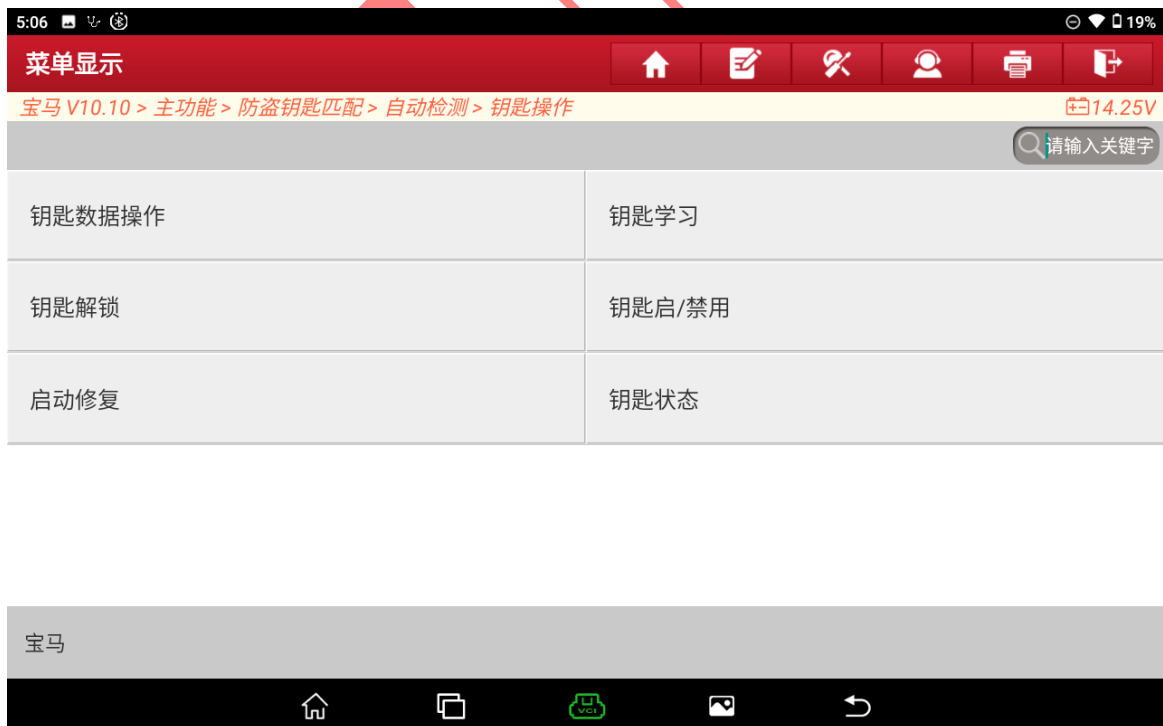 5:06 19%
菜单显示
宝马 V10.10 > 主功能 > 防盗钥匙匹配 > 自动检测 > 钥匙操作 14.25V
请输入关键字
钥匙数据操作 钥匙学习
钥匙解锁 钥匙启/禁用
启动修复 钥匙状态
宝马
VCI